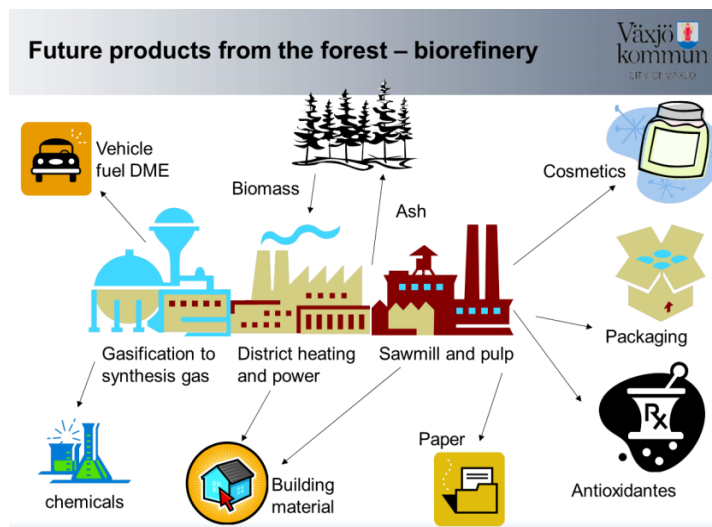 Future products from the forest – biorefinery
Växjö
kommun
CITY OF VÄXJÖ
Vehicle
fuel DME
Biomass
Ash
Cosmetics
Packaging
Gasification to
synthesis gas
District heating
and power
Sawmill and pulp
chemicals
Building
material
Paper
Rx
Antioxidantes